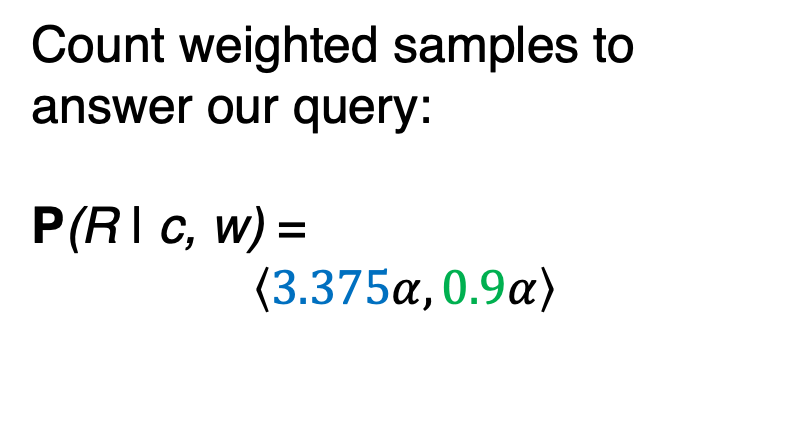 Count weighted samples to
answer our query:
P(R | c, w) =
⟨3.375α, 0.9α⟩